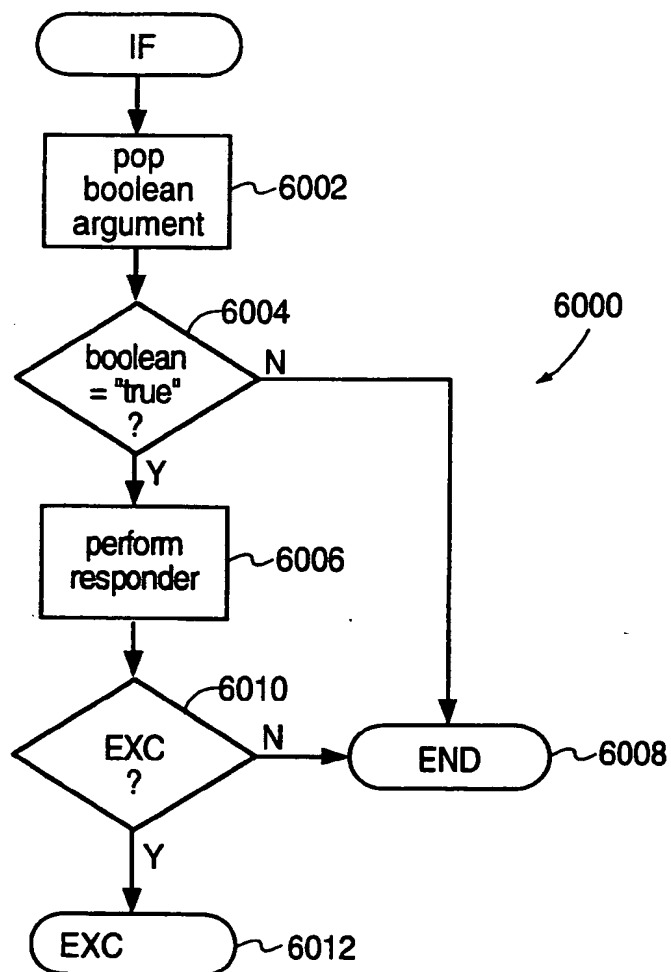 IF
pop
boolean
argument
6002
6004
boolean
= "true"
?
N
6000
Y
perform
responder
6006
6010
EXC
?
N
END
6008
Y
EXC
6012